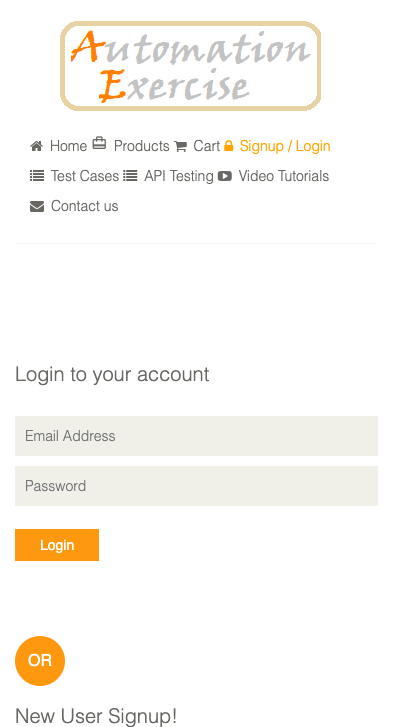 Automation
Exercise
Home Products Cart Signup / Login
Test Cases API Testing Video Tutorials
Contact us
Login to your account
Email Address
Password
Login
OR
New User Signup!